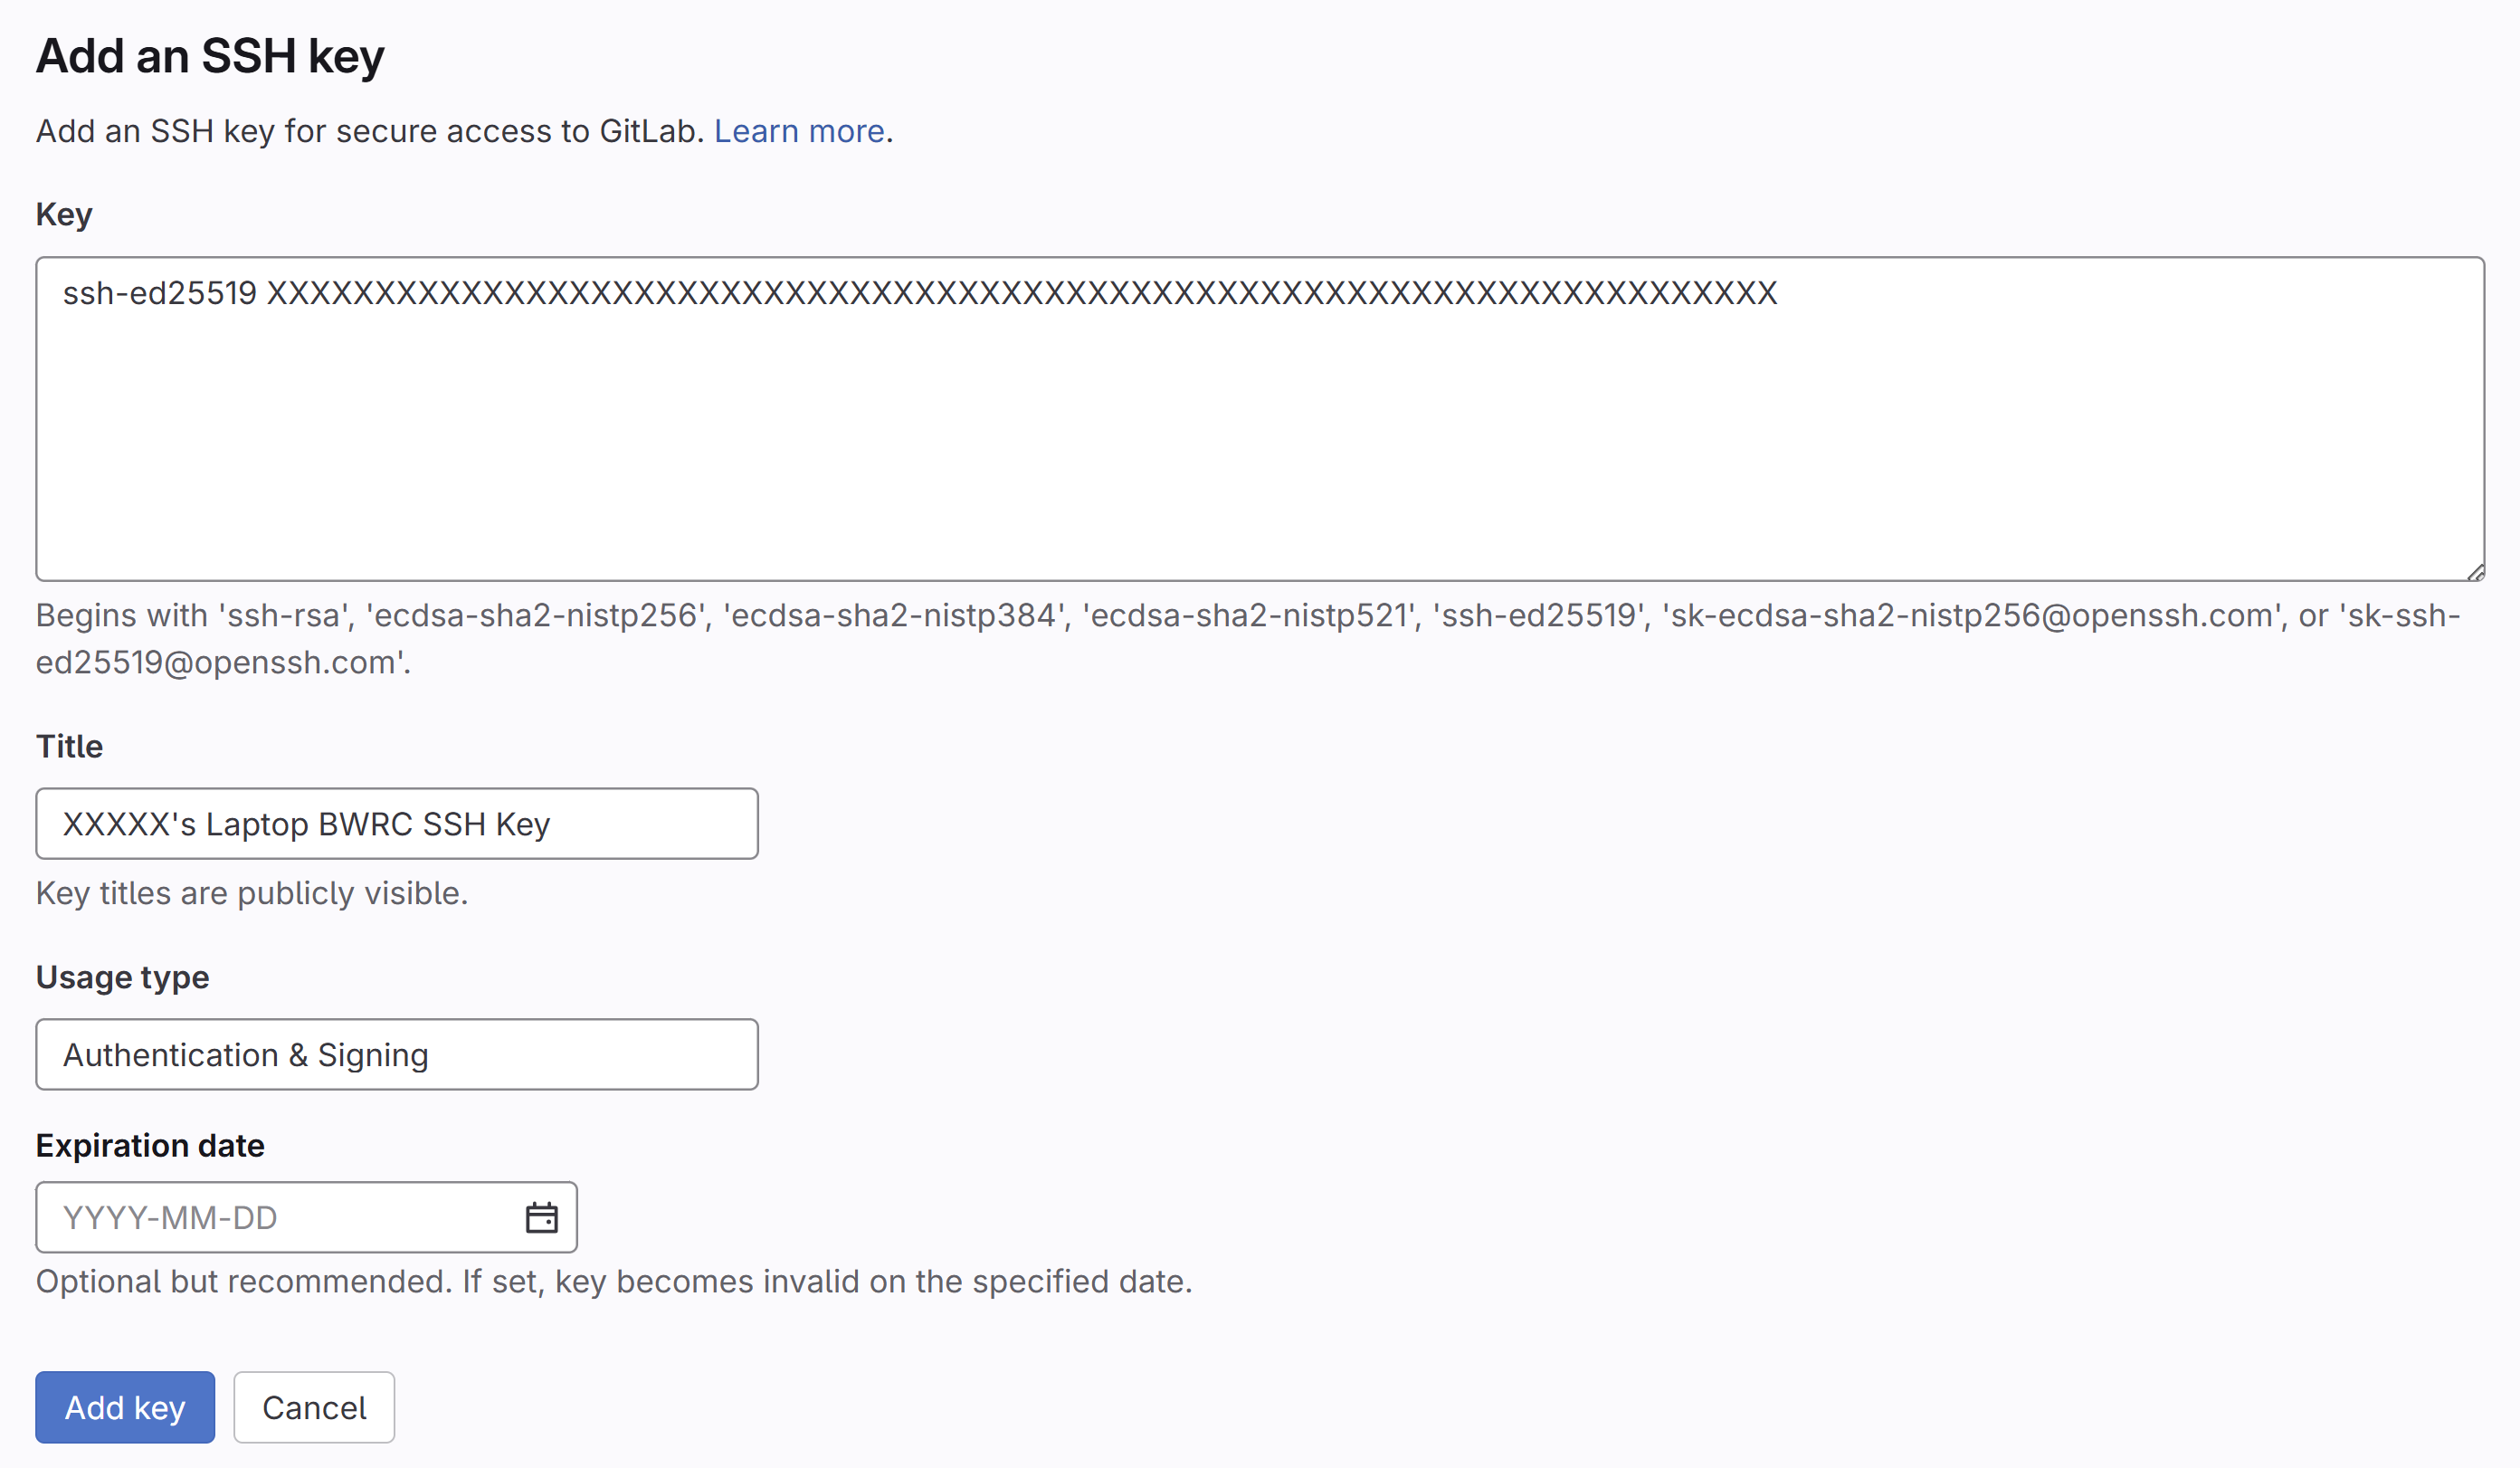 Add an SSH key
Add an SSH key for secure access to GitLab. Learn more.
Key
ssh-ed25519 XXXXXXXXXXXXXXXXXXXXXXXXXXXXXXXXXXXXXXXXXXXXXXXXXXXXXXXXXXXXXXXXXXXXXX
Begins with 'ssh-rsa', 'ecdsa-sha2-nistp256', 'ecdsa-sha2-nistp384', 'ecdsa-sha2-nistp521', 'ssh-ed25519', 'sk-ecdsa-sha2-nistp256@openssh.com', or 'sk-ssh-
ed25519@openssh.com'.
Title
XXXXX's Laptop BWRC SSH Key
Key titles are publicly visible.
Usage type
Authentication & Signing
Expiration date
YYYY-MM-DD
Optional but recommended. If set, key becomes invalid on the specified date.
Add key
Cancel